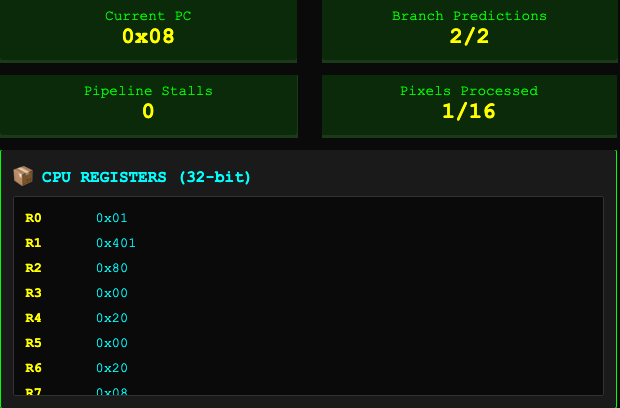 Current PC
0x08
Branch Predictions
2/2
Pipeline Stalls
0
Pixels Processed
1/16
CPU REGISTERS (32-bit)
R0 0x01
R1 0x401
R2 0x80
R3 0x00
R4 0x20
R5 0x00
R6 0x20
R7 0x08